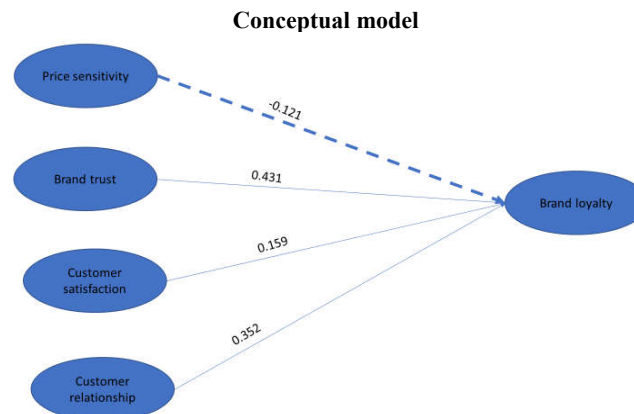 Conceptual model
Price sensitivity
-0.121
Brand trust
0.431
Brand loyalty
Customer
satisfaction
0.159
Customer
relationship
0.352